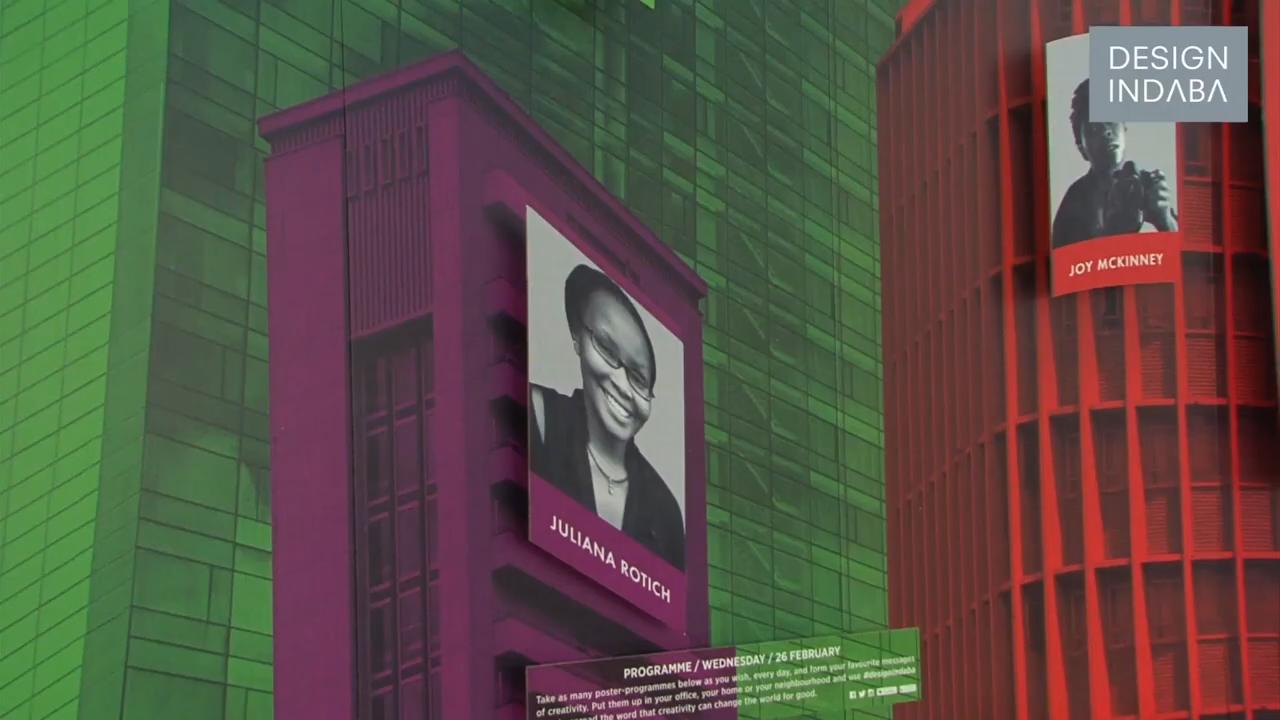 DESIGN
INDABA
JOY MCKINNEY
JULIANA ROTICH
PROGRAMME / WEDNESDAY / 26 FEBRUARY
Take as many poster-programmes below as you wish, every day, and form your favourite messages
of creativity. Put them up in your office, your home or your neighbourhood and use #designindaba
the word that creativity can change the world for good.